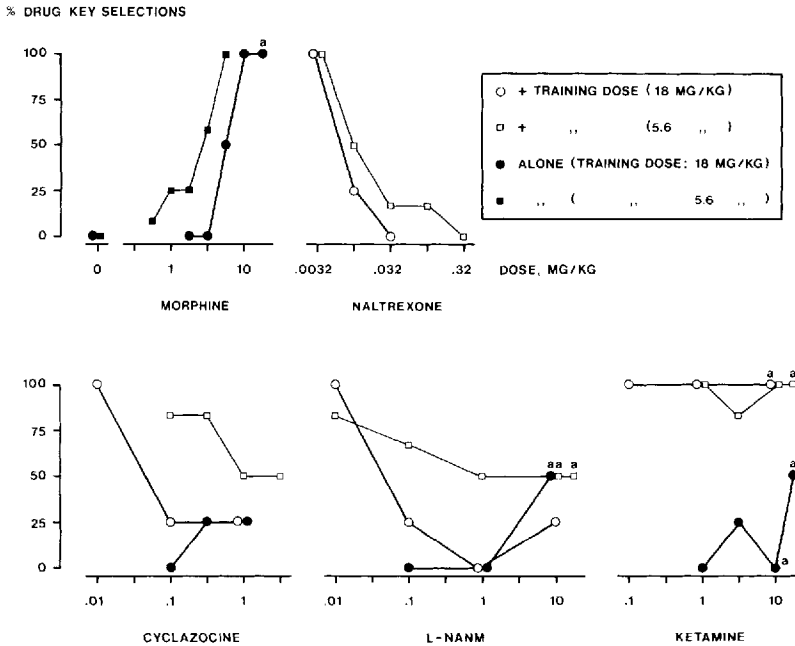 % DRUG KEY SELECTIONS
a
100
75
50
25
0
0 1 10
MORPHINE
.0032 .032 .32 DOSE, MG/KG
NALTREXONE
○ + TRAINING DOSE (18 MG/KG)
□ + ,, (5.6 ,, )
● ALONE (TRAINING DOSE: 18 MG/KG)
■ ,, ( ,, 5.6 ,, )
100
75
50
25
0
.01 .1 1
CYCLAZOCINE
aa a
.01 .1 1 10
L-NANM
a a
a
a
.1 1 10
KETAMINE